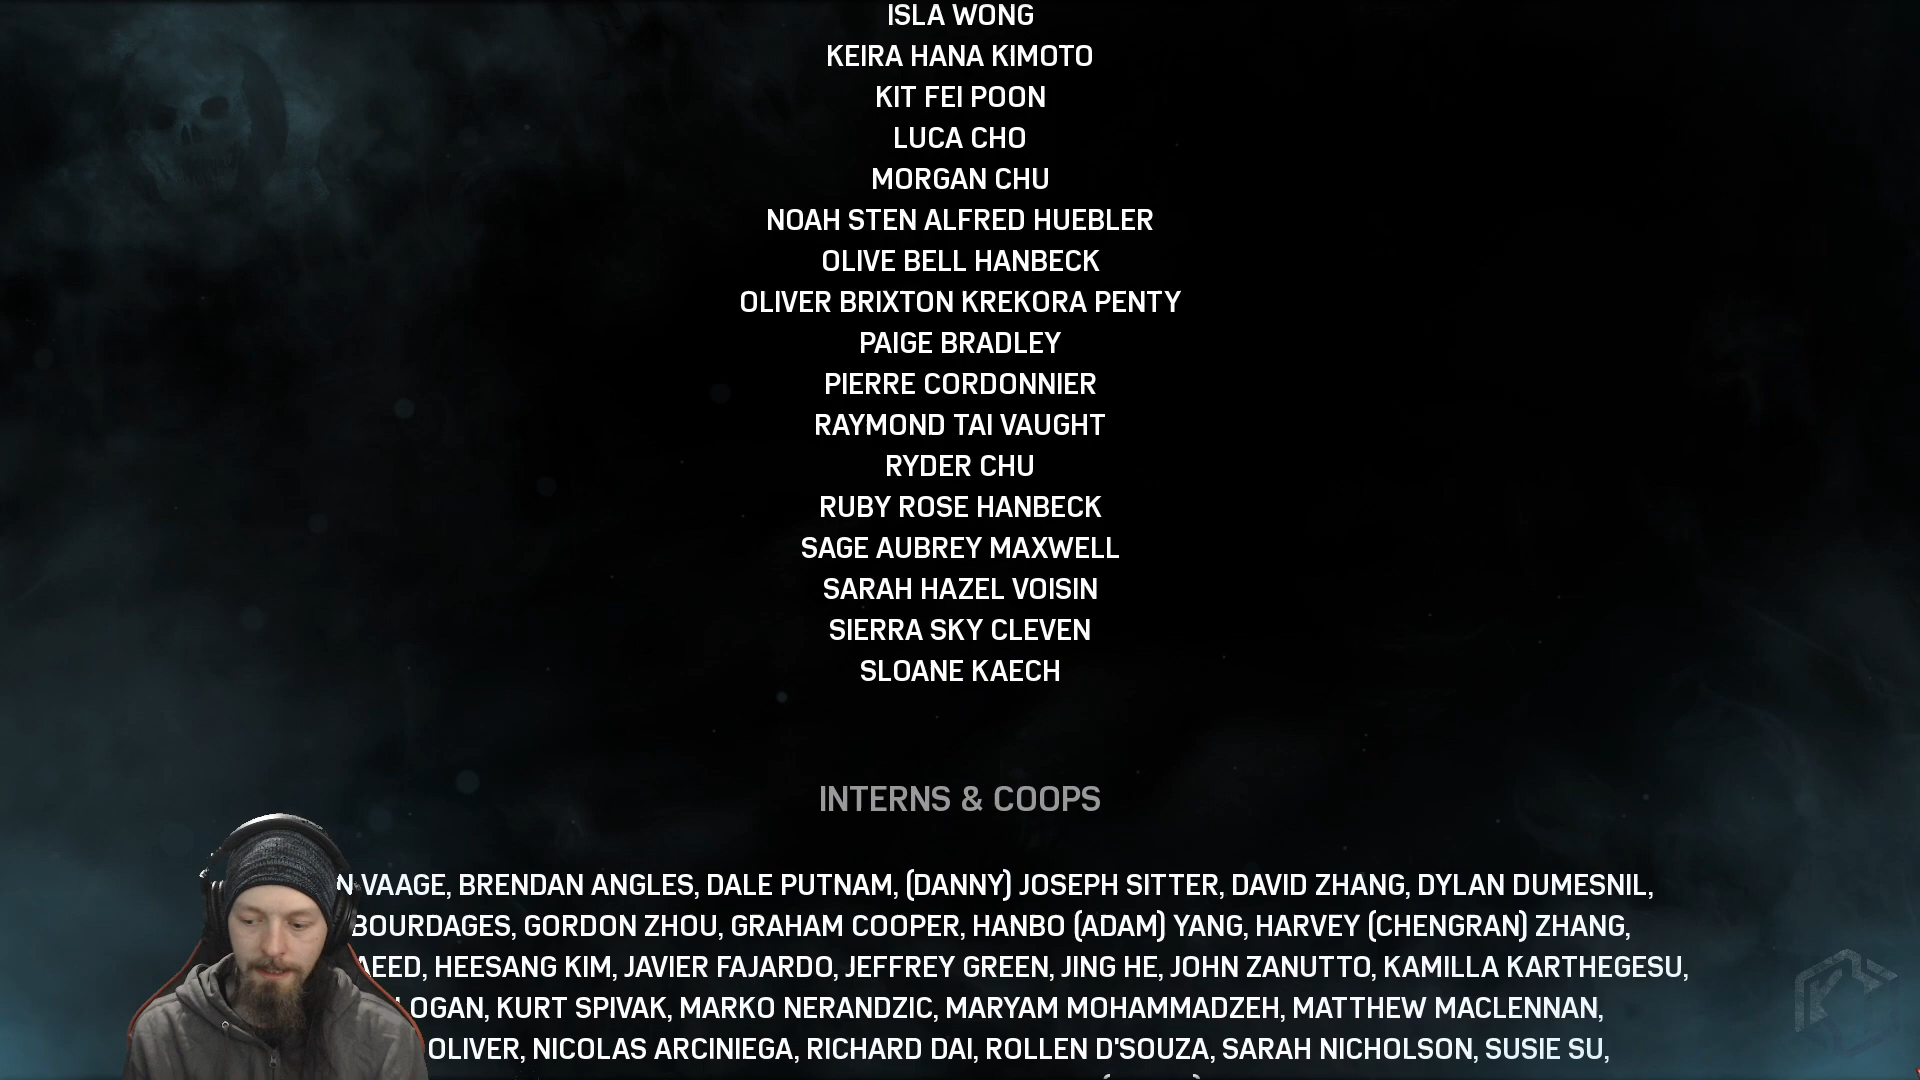 ISLA WONG
KEIRA HANA KIMOTO
KIT FEI POON
LUCA CHO
MORGAN CHU
NOAH STEN ALFRED HUEBLER
OLIVE BELL HANBECK
OLIVER BRIXTON KREKORA PENTY
PAIGE BRADLEY
PIERRE CORDONNIER
RAYMOND TAI VAUGHT
RYDER CHU
RUBY ROSE HANBECK
SAGE AUBREY MAXWELL
SARAH HAZEL VOISIN
SIERRA SKY CLEVEN
SLOANE KAECH
INTERNS & COOPS
VAAGE, BRENDAN ANGLES, DALE PUTNAM, (DANNY) JOSEPH SITTER, DAVID ZHANG, DYLAN DUMESNIL,
BOURDAGES, GORDON ZHOU, GRAHAM COOPER, HANBO (ADAM) YANG, HARVEY (CHENGRAN) ZHANG,
HEESANG KIM, JAVIER FAJARDO, JEFFREY GREEN, JING HE, JOHN ZANUTTO, KAMILLA KARTHEGESU,
KURT SPIVAK, MARKO NERANDZIC, MARYAM MOHAMMADZEH, MATTHEW MACLENNAN,
OLIVER, NICOLAS ARCINIEGA, RICHARD DAI, ROLLEN D'SOUZA, SARAH NICHOLSON, SUSIE SU,